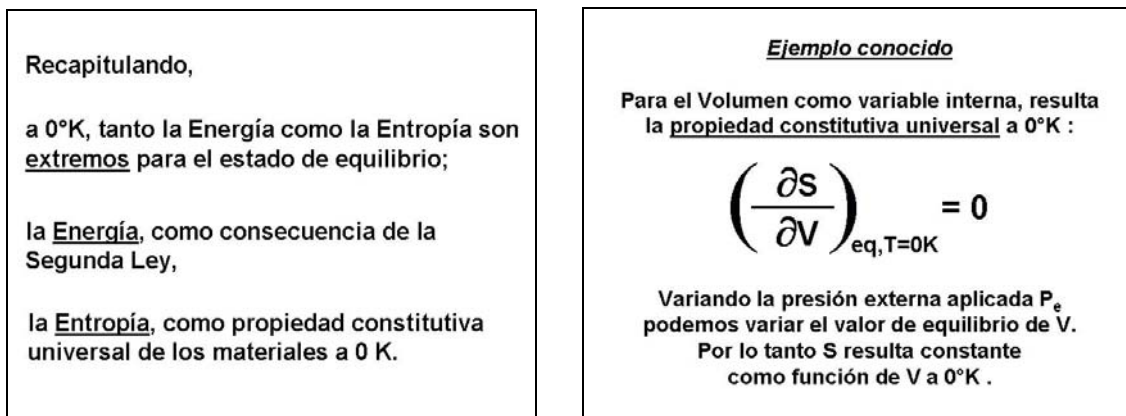 Recapitulando,
a 0°K, tanto la Energía como la Entropía son
extremos para el estado de equilibrio;
la Energía, como consecuencia de la
Segunda Ley,
la Entropía, como propiedad constitutiva
universal de los materiales a 0 K.
Ejemplo conocido
Para el Volumen como variable interna, resulta
la propiedad constitutiva universal a 0°K :
(∂s/∂v)eq,T=0K = 0
Variando la presión externa aplicada Pe
podemos variar el valor de equilibrio de V.
Por lo tanto S resulta constante
como función de V a 0°K .